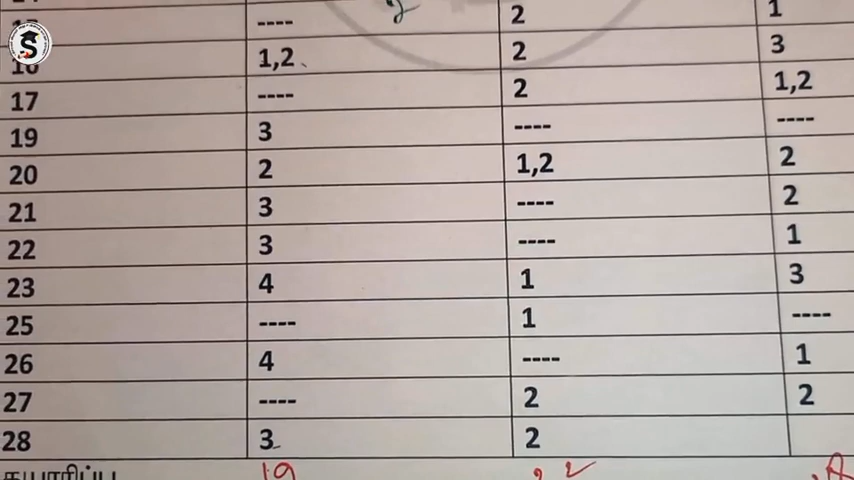 ---- 2 1
16 1,2 2 3
17 ---- 2 1,2
19 3 ---- ----
20 2 1,2 2
21 3 ---- 2
22 3 ---- 1
23 4 1 3
25 ---- 1 ----
26 4 ---- 1
27 ---- 2 2
28 3 2
தயாரிப்பு 19